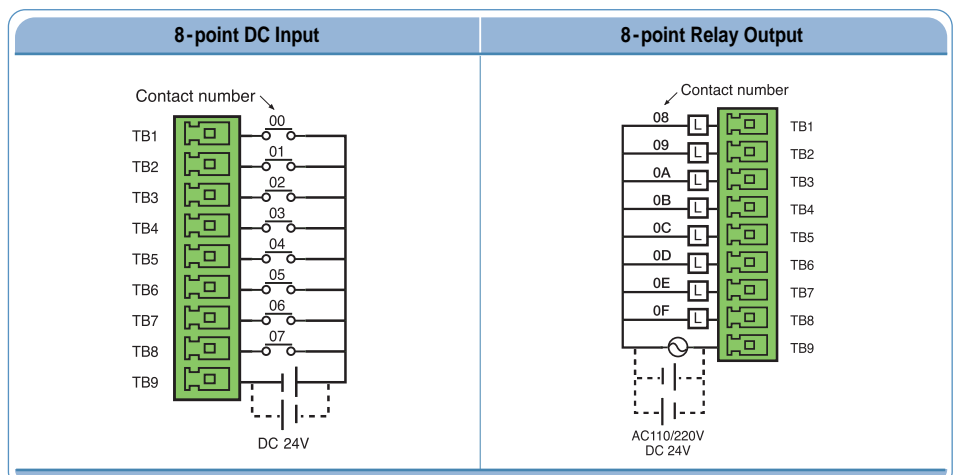 8-point DC Input
Contact number
00
TB1
01
TB2
02
TB3
03
TB4
04
TB5
05
TB6
06
TB7
07
TB8
TB9
DC 24V
8-point Relay Output
Contact number
08 L TB1
09 L TB2
0A L TB3
0B L TB4
0C L TB5
0D L TB6
0E L TB7
0F L TB8
TB9
AC110/220V
DC 24V